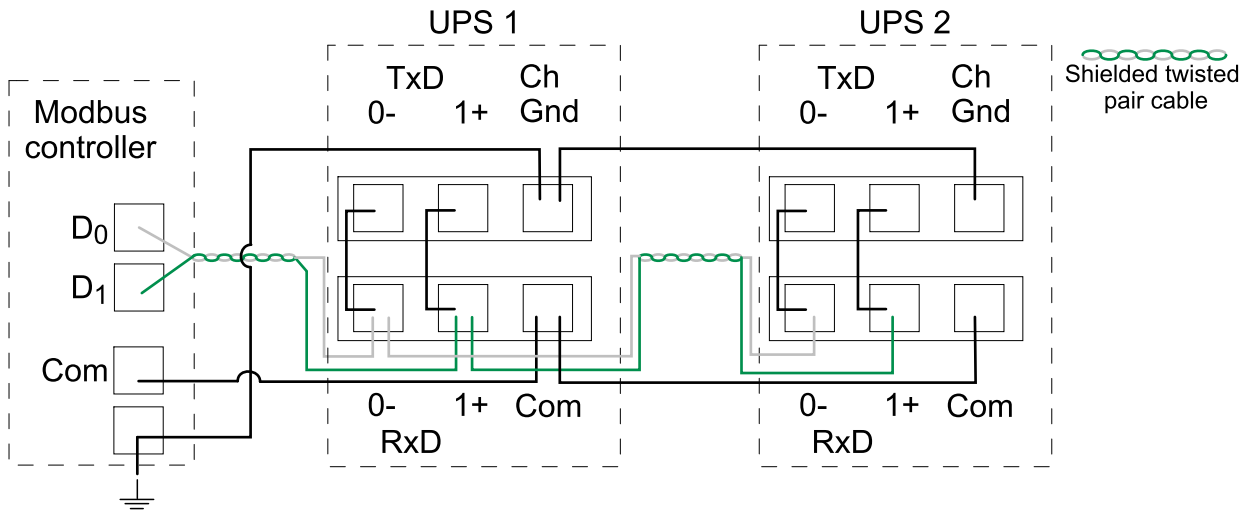 UPS 1
UPS 2
Shielded twisted
pair cable
Modbus
controller
D0
D1
Com
TxD
Ch
0-
1+
Gnd
0-
1+
Com
RxD
TxD
Ch
0-
1+
Gnd
0-
1+
Com
RxD